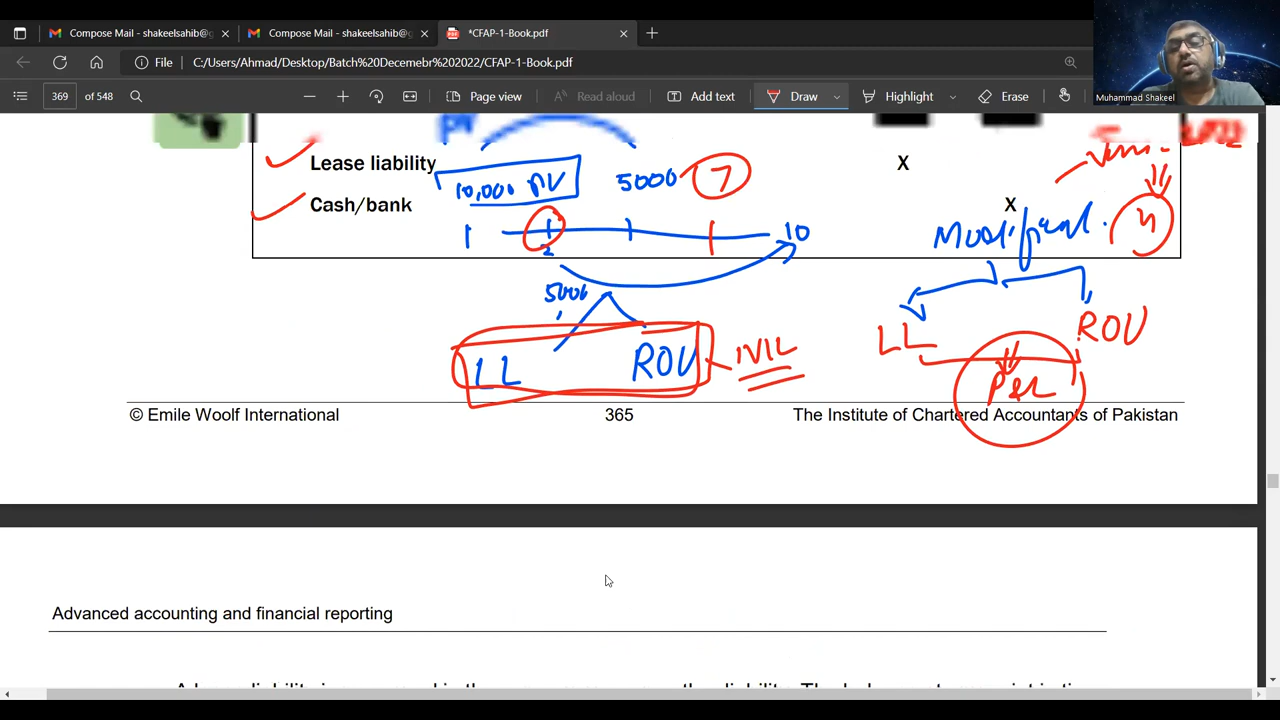 Compose Mail - shakeelsahib@g
Compose Mail - shakeelsahib@g
*CFAP-1-Book.pdf
File C:/Users/Ahmad/Desktop/Batch%20Decemebr%202022/CFAP-1-Book.pdf
369 of 548
Page view
Read aloud
Add text
Draw
Highlight
Erase
Muhammad Shakeel
Lease liability 10,000 PV 5000 7 X
Cash/bank X
1 2 10
5000
LL ROU
LL ROU
P&L
© Emile Woolf International 365 The Institute of Chartered Accountants of Pakistan
Advanced accounting and financial reporting